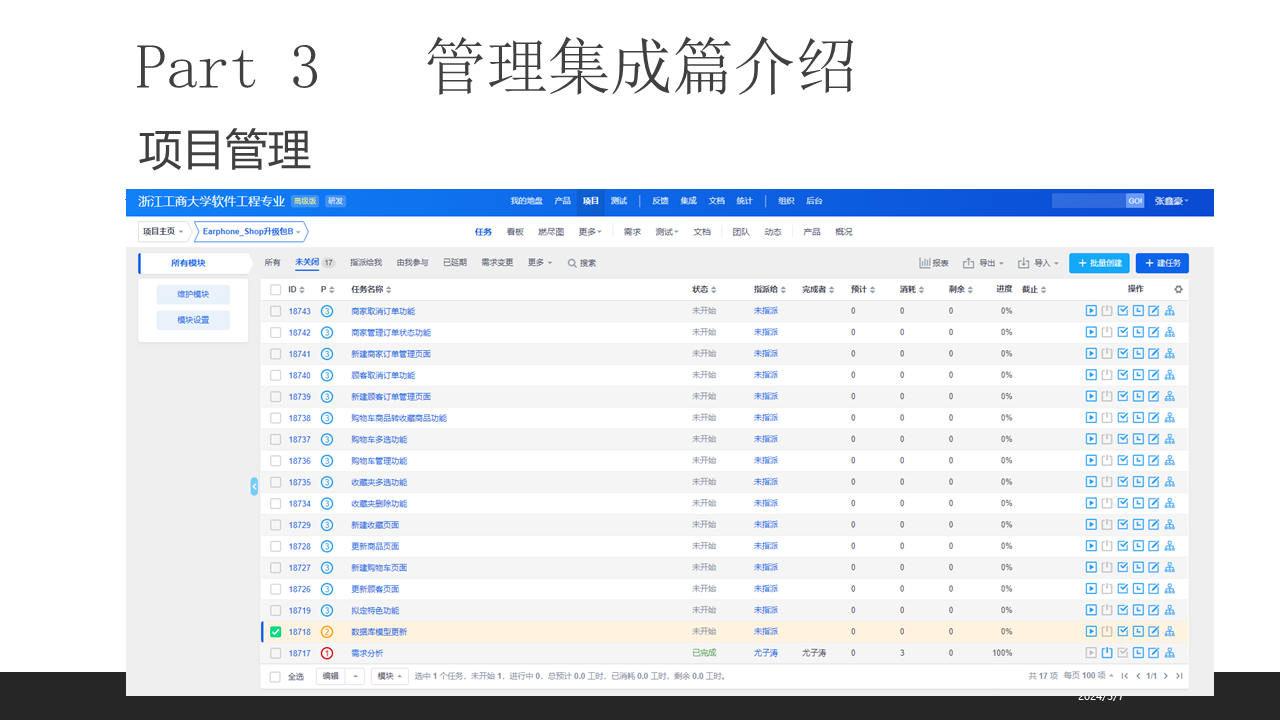 Part 3 管理集成篇介绍
项目管理
浙江工商大学软件工程专业 高级版 研发 我的地盘 产品 项目 测试 反馈 集成 文档 统计 组织 后台 GO! 张鑫豪
项目主页 Earphone_Shop升级包B 任务 看板 燃尽图 更多 需求 测试 文档 团队 动态 产品 概况
所有模块 所有 未关闭 17 指派给我 由我参与 已延期 需求变更 更多 搜索 报表 导出 导入 批量创建 建任务
维护模块
模块设置
ID P 任务名称 状态 指派给 完成者 预计 消耗 剩余 进度 截止 操作
18743 3 商家取消订单功能 未开始 未指派 0 0 0 0%
18742 3 商家管理订单状态功能 未开始 未指派 0 0 0 0%
18741 3 新建商家订单管理页面 未开始 未指派 0 0 0 0%
18740 3 顾客取消订单功能 未开始 未指派 0 0 0 0%
18739 3 新建顾客订单管理页面 未开始 未指派 0 0 0 0%
18738 3 购物车商品转收藏商品功能 未开始 未指派 0 0 0 0%
18737 3 购物车多选功能 未开始 未指派 0 0 0 0%
18736 3 购物车管理功能 未开始 未指派 0 0 0 0%
18735 3 收藏夹多选功能 未开始 未指派 0 0 0 0%
18734 3 收藏夹删除功能 未开始 未指派 0 0 0 0%
18729 3 新建收藏页面 未开始 未指派 0 0 0 0%
18728 3 更新商品页面 未开始 未指派 0 0 0 0%
18727 3 新建购物车页面 未开始 未指派 0 0 0 0%
18726 3 更新顾客页面 未开始 未指派 0 0 0 0%
18719 3 拟定特色功能 未开始 未指派 0 0 0 0%
18718 2 数据库模型更新 未开始 未指派 0 0 0 0%
18717 1 需求分析 已完成 尤子涛 尤子涛 0 3 0 100%
全选 编辑 模块 选中 1 个任务，未开始 1，进行中 0，总预计 0.0 工时，已消耗 0.0 工时，剩余 0.0 工时。 共 17 项 每页 100 项 1/1
2024/3/7